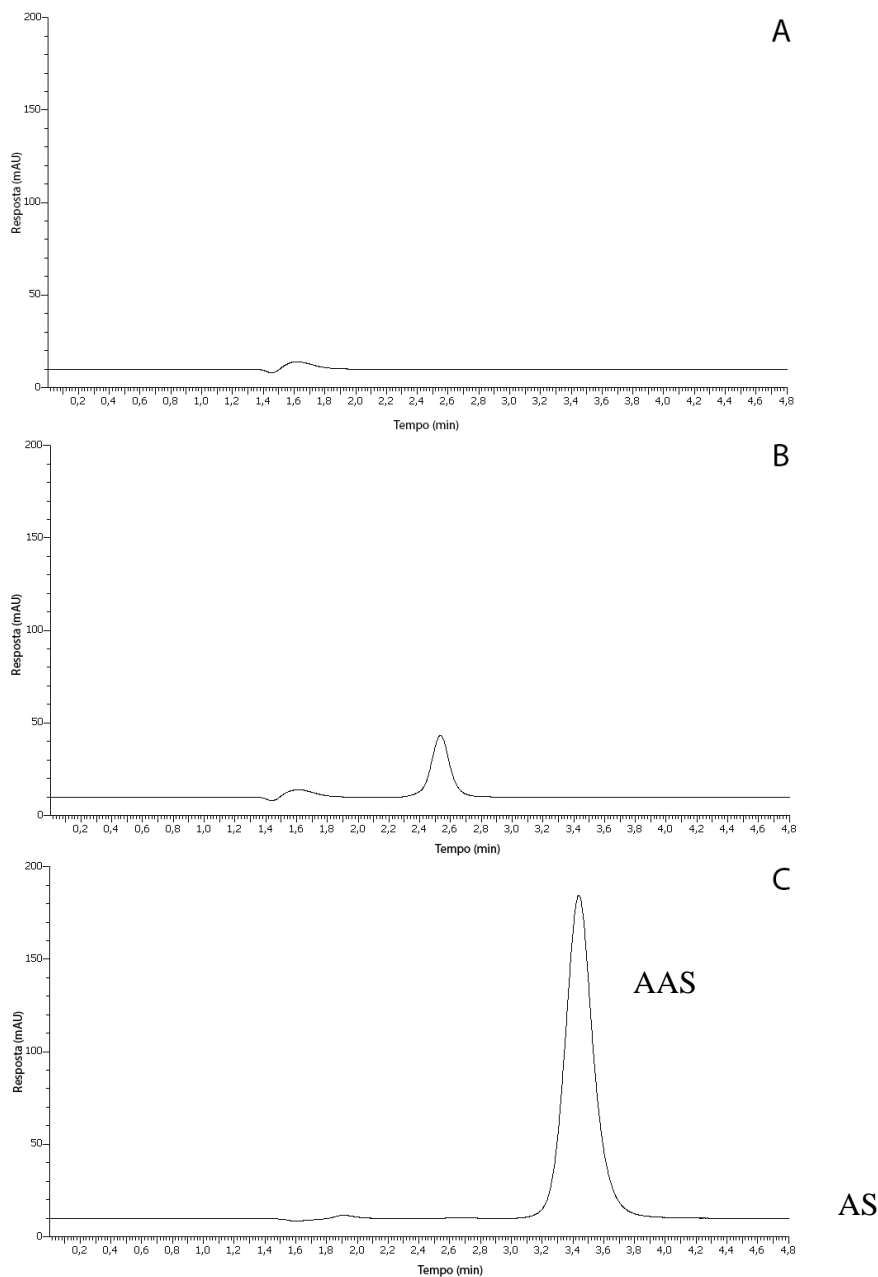 A
200
150
100
50
0
Resposta (mAU)
0,2 0,4 0,6 0,8 1,0 1,2 1,4 1,6 1,8 2,0 2,2 2,4 2,6 2,8 3,0 3,2 3,4 3,6 3,8 4,0 4,2 4,4 4,6 4,8
Tempo (min)
B
200
150
100
50
0
Resposta (mAU)
0,2 0,4 0,6 0,8 1,0 1,2 1,4 1,6 1,8 2,0 2,2 2,4 2,6 2,8 3,0 3,2 3,4 3,6 3,8 4,0 4,2 4,4 4,6 4,8
Tempo (min)
C
200
150
100
50
0
Resposta (mAU)
AAS
AS
0,2 0,4 0,6 0,8 1,0 1,2 1,4 1,6 1,8 2,0 2,2 2,4 2,6 2,8 3,0 3,2 3,4 3,6 3,8 4,0 4,2 4,4 4,6 4,8
Tempo (min)